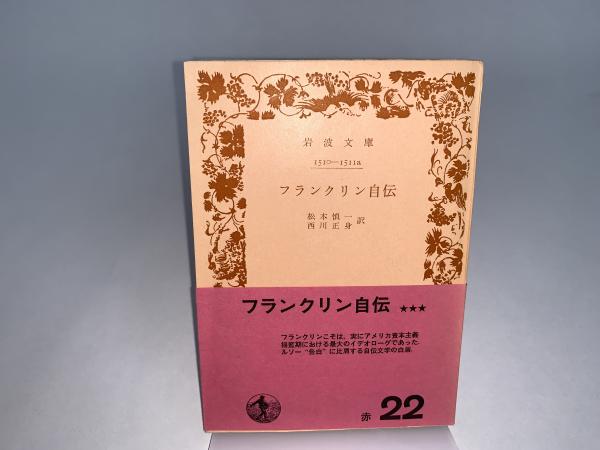 岩波文庫
1510—1511a
フランクリン自伝
松本慎一
西川正身
訳
フランクリン自伝 ★★★
フランクリンこそは、実にアメリカ資本主義
揺籃期における最大のイデオローグであった.
ルソー“告白”に比肩する自伝文学の白眉.
赤 22